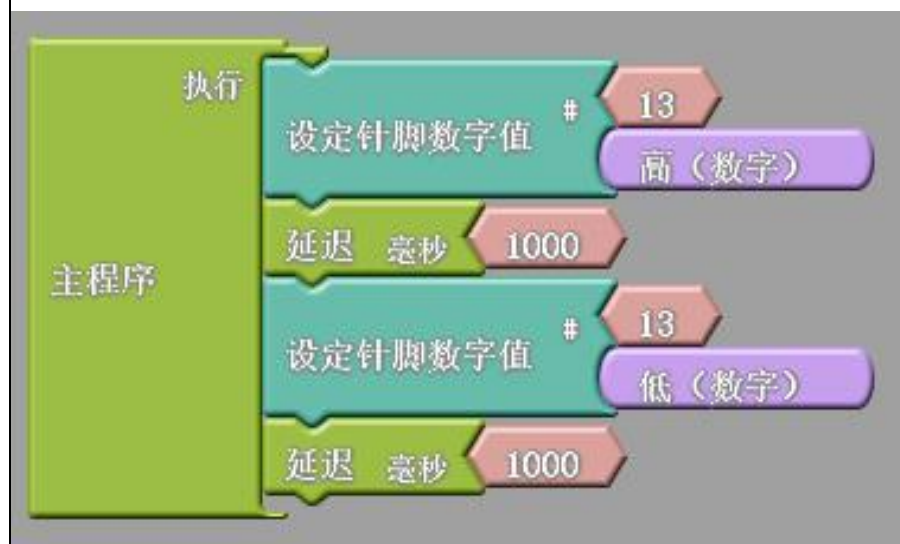 执行
设定针脚数字值 # 13
高（数字）
延迟 毫秒 1000
主程序
设定针脚数字值 # 13
低（数字）
延迟 毫秒 1000